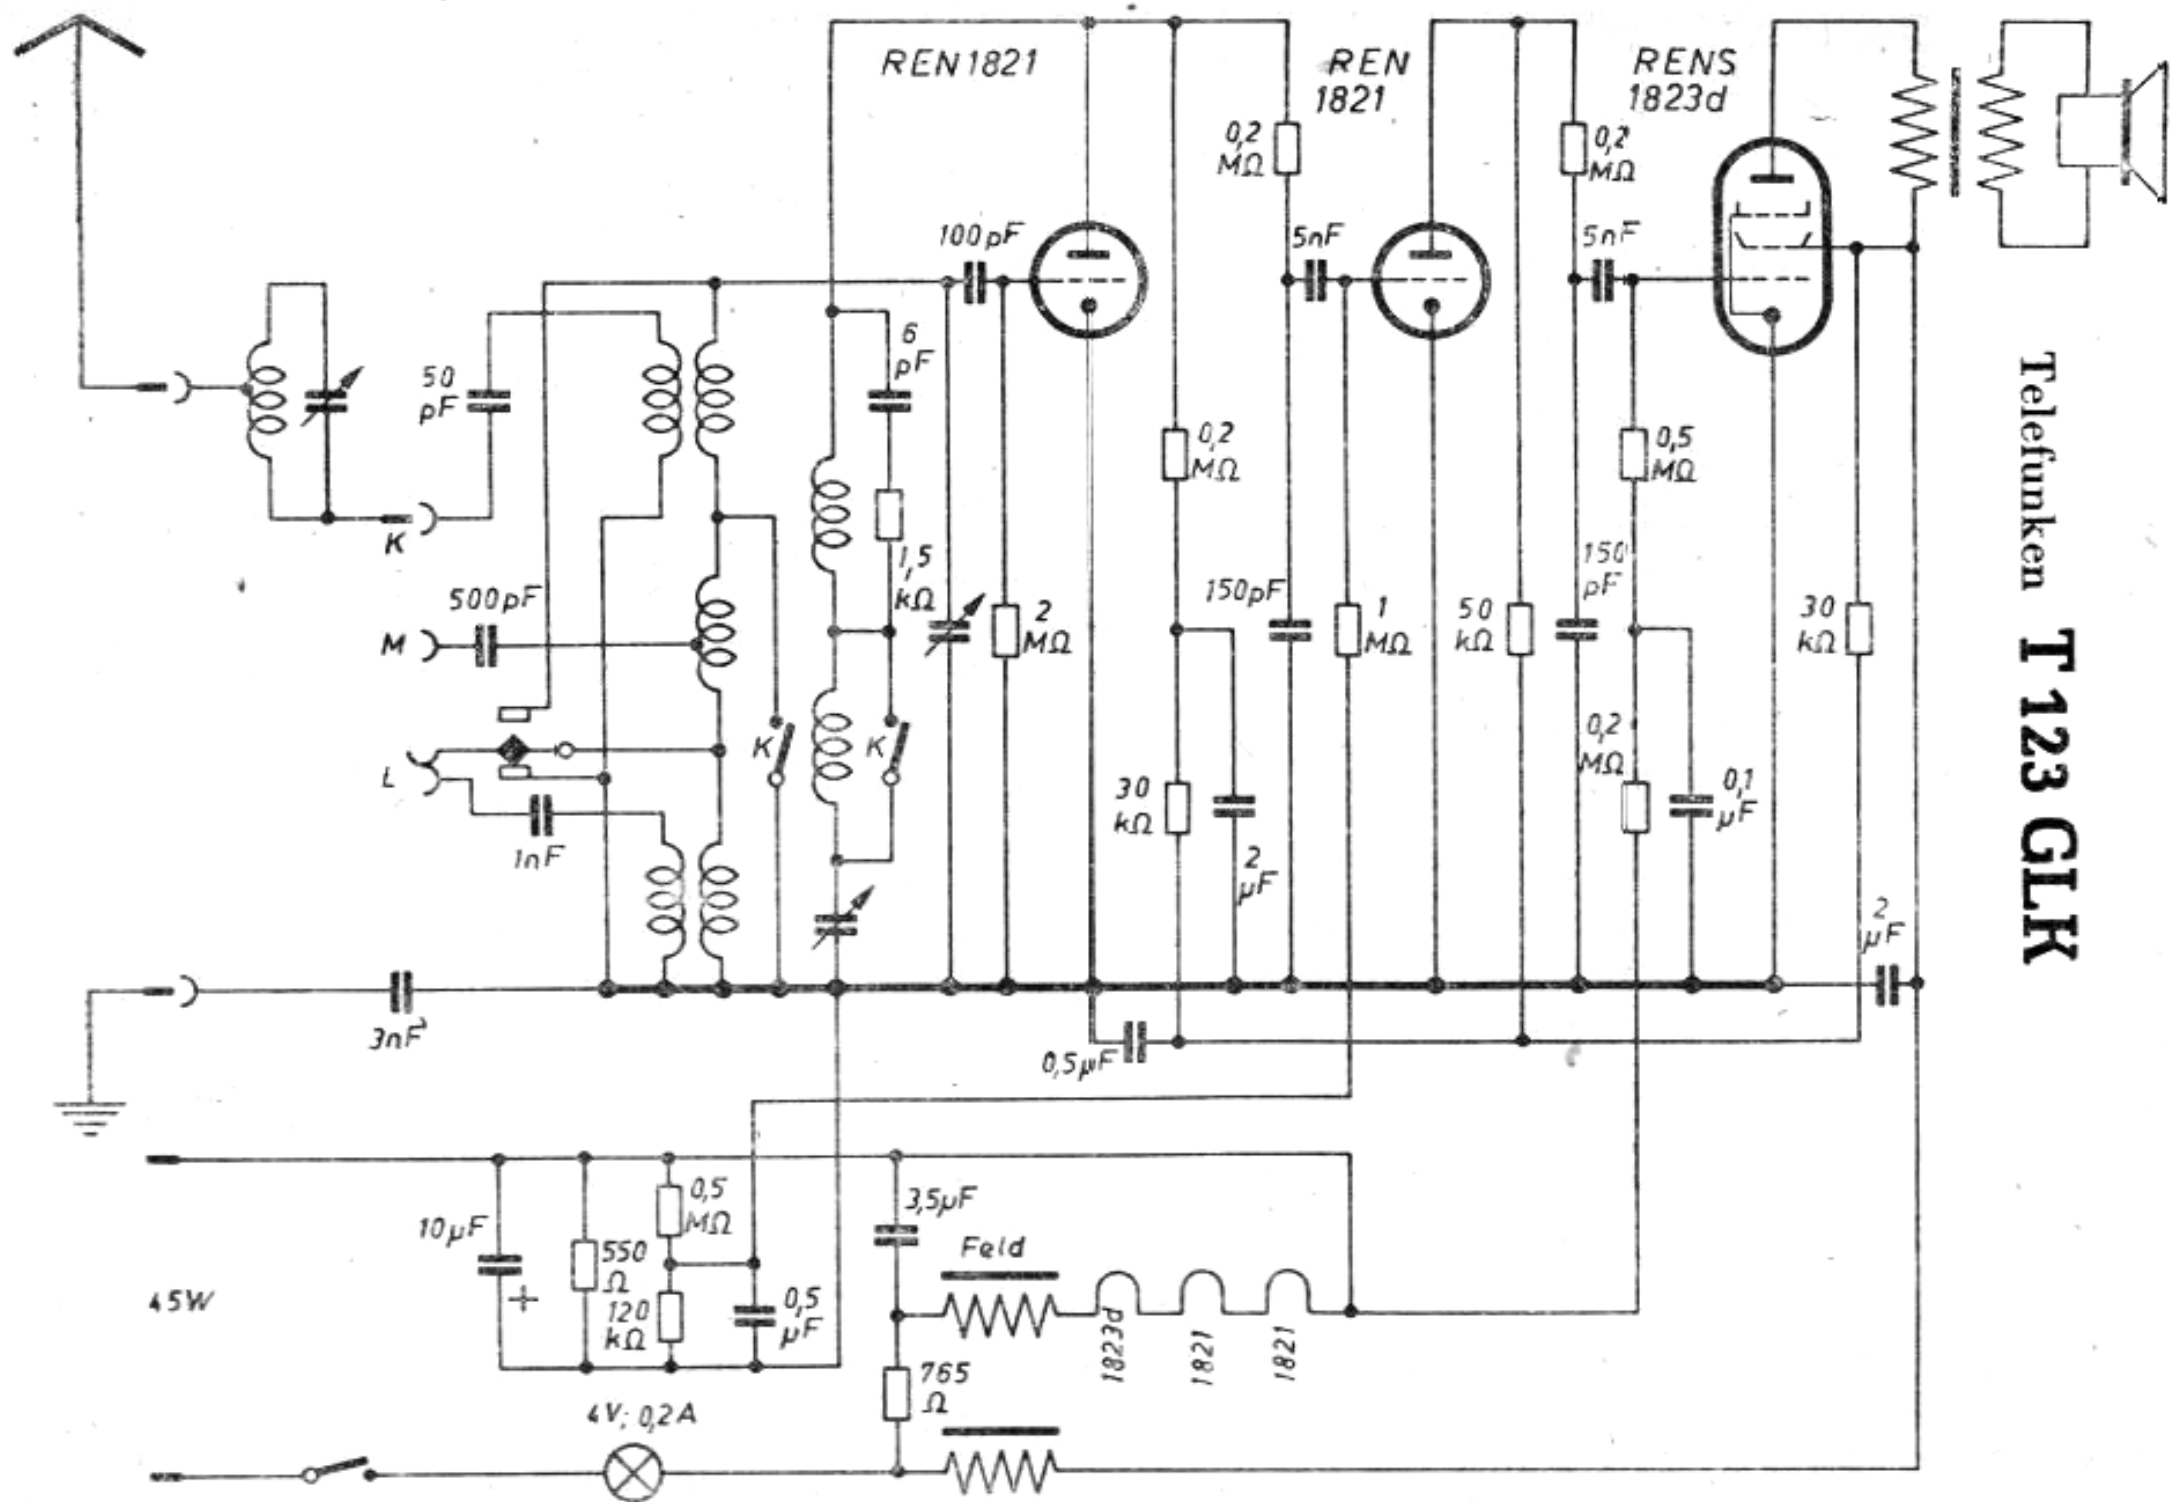 REN 1821
REN
1821
RENS
1823d
0,2
MΩ
0,2
MΩ
100pF
5nF
5nF
6
pF
50
pF
0,2
MΩ
0,5
MΩ
K
1,5
kΩ
500pF
M
2
MΩ
150pF
1
MΩ
50
kΩ
150
pF
30
kΩ
K
K
L
0,2
MΩ
30
kΩ
0,1
µF
1nF
2
µF
2
µF
3nF
0,5µF
10µF
0,5
MΩ
3,5µF
550
Ω
Feld
45W
120
kΩ
0,5
µF
1823d
1821
1821
765
Ω
4V; 0,2A
Telefunken T 123 GLK